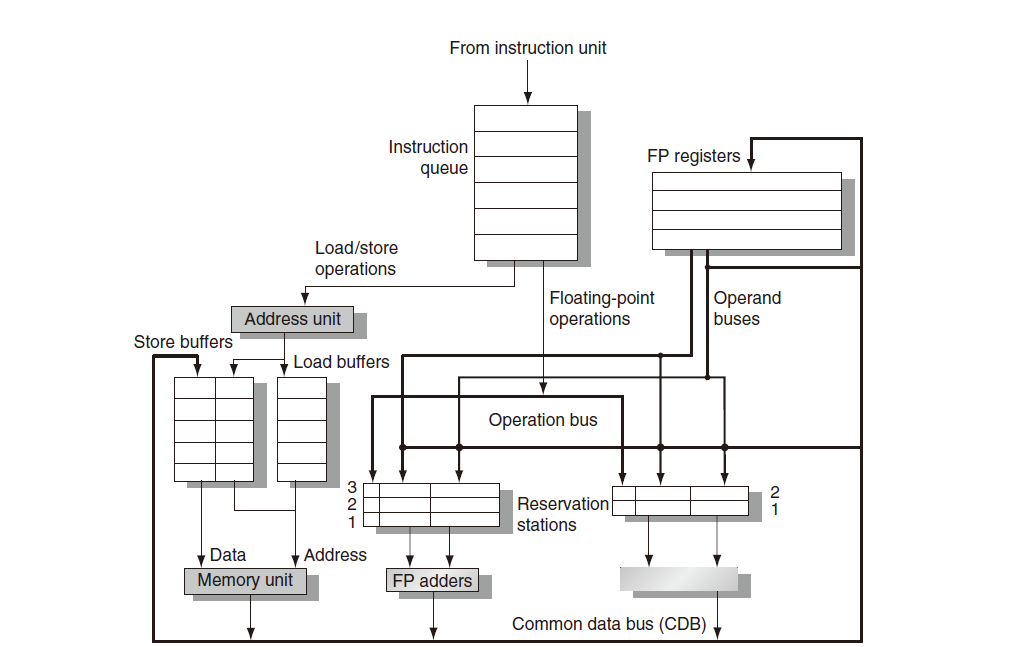 From instruction unit
Instruction
queue
FP registers
Load/store
operations
Floating-point
operations
Operand
buses
Address unit
Store buffers
Load buffers
Operation bus
3
2
1
Reservation
stations
2
1
Data
Address
Memory unit
FP adders
Common data bus (CDB)